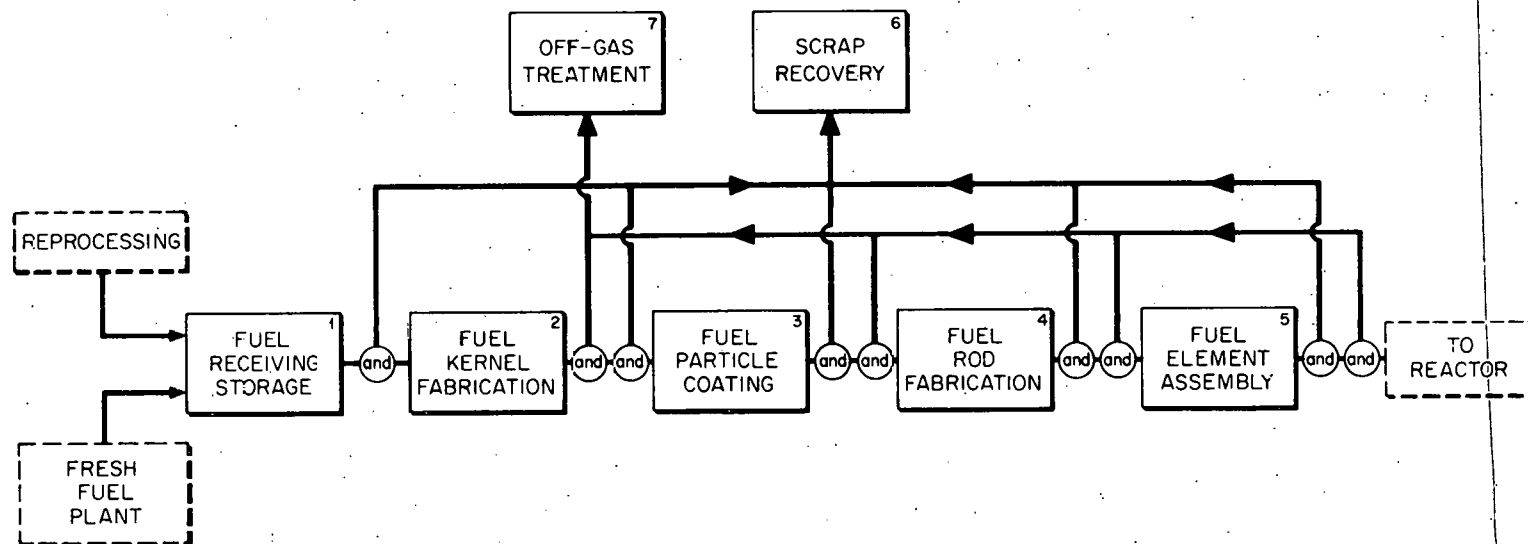 7
OFF-GAS
TREATMENT
6
SCRAP
RECOVERY
REPROCESSING
1
FUEL
RECEIVING
STORAGE
and
2
FUEL
KERNEL
FABRICATION
and
and
3
FUEL
PARTICLE
COATING
and
and
4
FUEL
ROD
FABRICATION
and
and
5
FUEL
ELEMENT
ASSEMBLY
and
and
TO
REACTOR
FRESH
FUEL
PLANT